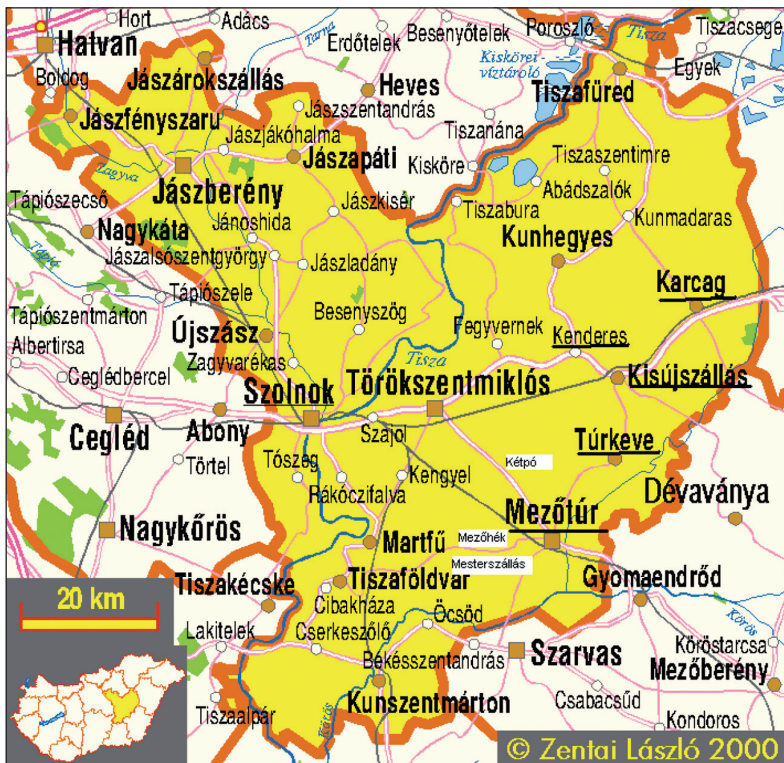 Hort
Adács
Hatvan
Tarna
Erdőtelek
Besenyőtelek
Poroszló
Tisza
Tiszacsege
Boldog
Jászárokszállás
Heves
Kiskörei-
víztároló
Egyek
Tiszafüred
Jászfényszaru
Jászszentandrás
Jászjákóhalma
Tiszanána
Zagyva
Jászapáti
Kisköre
Tiszaszentimre
Jászberény
Abádszalók
Tápiószecső
Jászkisér
Tiszabura
Kunmadaras
Nagykáta
Jánoshida
Kunhegyes
Tápió
Jászalsószentgyörgy
Jászladány
Karcag
Tápiószele
Tápiószentmárton
Besenyszög
Újszász
Fegyvernek
Kenderes
Albertirsa
Zagyvarékas
Tisza
Ceglédbercel
Szolnok
Törökszentmiklós
Kisújszállás
Cegléd
Abony
Szajol
Túrkeve
Törtel
Tószeg
Kengyel
Kétpó
Rákóczifalva
Dévaványa
Mezőtúr
Nagykőrös
Martfű
Mezőhék
Mesterszállás
Tiszakécske
Tiszaföldvár
Gyomaendrőd
20 km
Cibakháza
Öcsöd
Körös
Lakitelek
Cserkeszőlő
Köröstarcsa
Békésszentandrás
Szarvas
Mezőberény
Kunszentmárton
Csabacsűd
Tiszaalpár
Körös
Kondoros
© Zentai László 2000